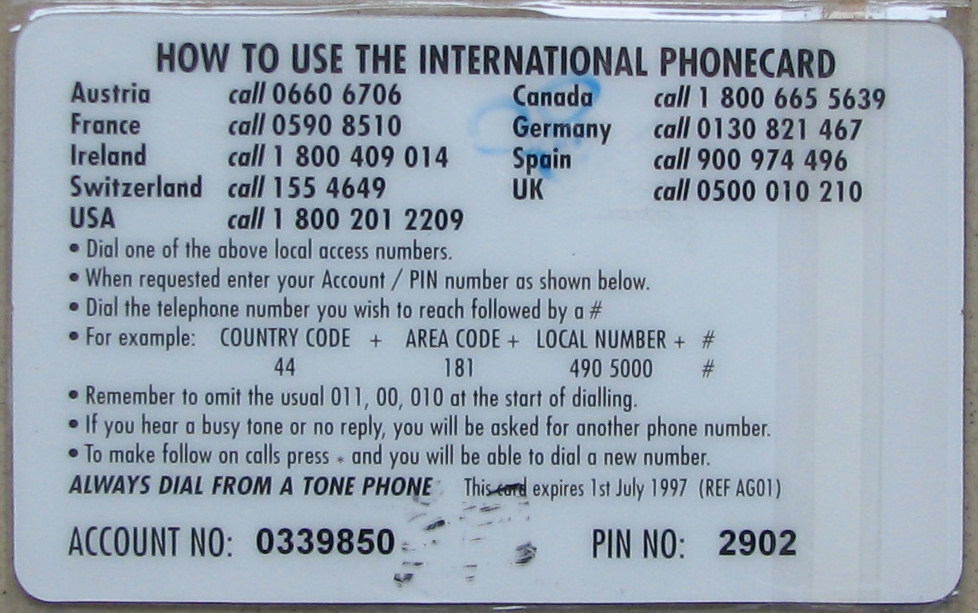 HOW TO USE THE INTERNATIONAL PHONECARD
Austria call 0660 6706 Canada call 1 800 665 5639
France call 0590 8510 Germany call 0130 821 467
Ireland call 1 800 409 014 Spain call 900 974 496
Switzerland call 155 4649 UK call 0500 010 210
USA call 1 800 201 2209
• Dial one of the above local access numbers.
• When requested enter your Account / PIN number as shown below.
• Dial the telephone number you wish to reach followed by a #
• For example: COUNTRY CODE + AREA CODE + LOCAL NUMBER + #
44 181 490 5000 #
• Remember to omit the usual 011, 00, 010 at the start of dialling.
• If you hear a busy tone or no reply, you will be asked for another phone number.
• To make follow on calls press * and you will be able to dial a new number.
ALWAYS DIAL FROM A TONE PHONE This card expires 1st July 1997 (REF AG01)
ACCOUNT NO: 0339850 PIN NO: 2902